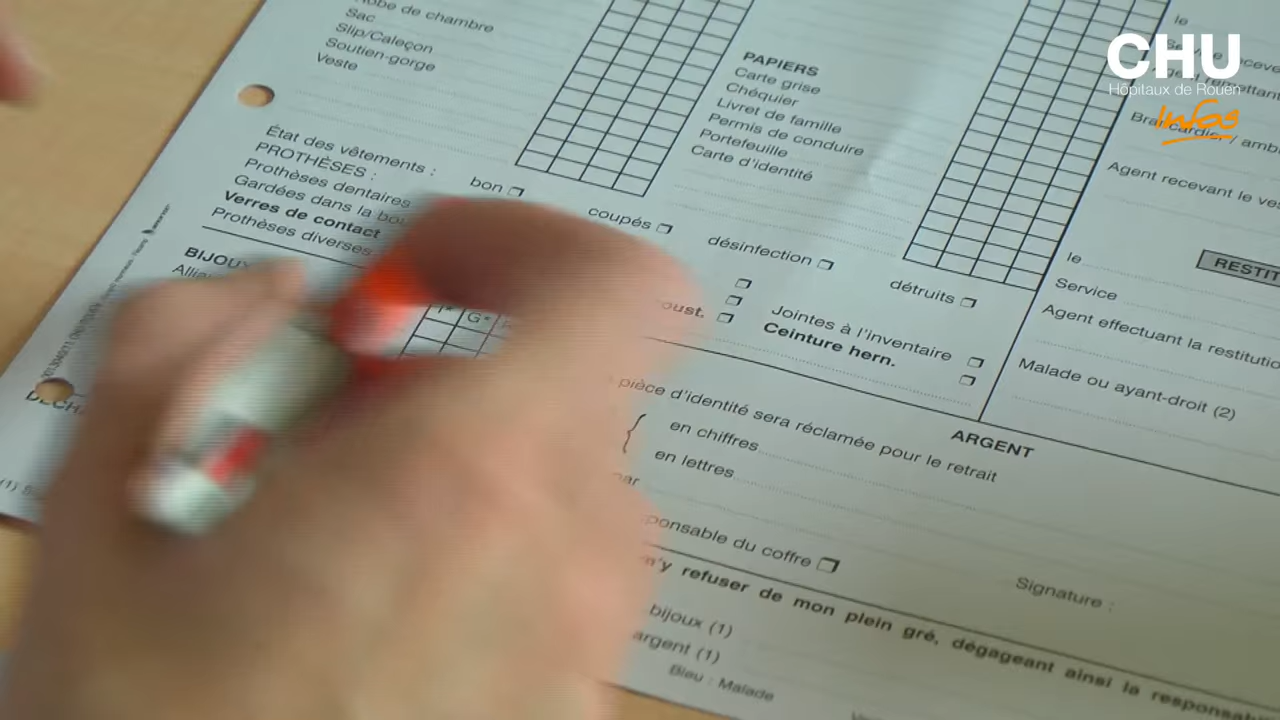 Robe de chambre
Sac
Slip/Caleçon
Soutien-gorge
Veste
État des vêtements :
bon
coupés
désinfection
détruits
PROTHÈSES :
Prothèses dentaires
Gardées dans la
Verres de contact
Prothèses diverses
oust.
Jointes à l'inventaire
Ceinture hern.
BIJOUX
G*
PAPIERS
Carte grise
Chéquier
Livret de famille
Permis de conduire
Portefeuille
Carte d'identité
le
Agent recevant le
le
RESTIT
Service
Agent effectuant la restitutio
Malade ou ayant-droit (2)
pièce d'identité sera réclamée pour le retrait
ARGENT
en chiffres
en lettres
par
ponsable du coffre
Signature :
m'y refuser de mon plein gré, dégageant ainsi la responsab
bijoux (1)
argent (1)
Bleu : Malade
CHU
Hôpitaux de Rouen
Infos